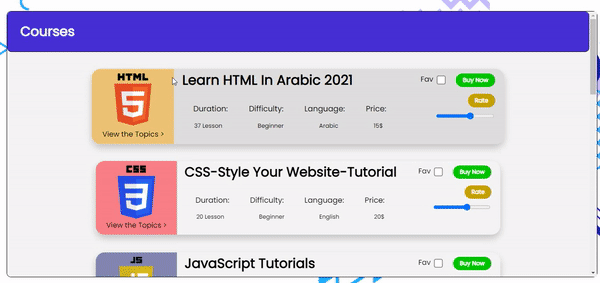 Courses
HTML
Learn HTML In Arabic 2021
Fav
Buy Now
Rate
Duration: Difficulty: Language: Price:
37 Lesson Beginner Arabic 15$
View the Topics >
CSS
CSS-Style Your Website-Tutorial
Fav
Buy Now
Rate
Duration: Difficulty: Language: Price:
20 Lesson Beginner English 20$
View the Topics >
JS
JavaScript Tutorials
Fav
Buy Now